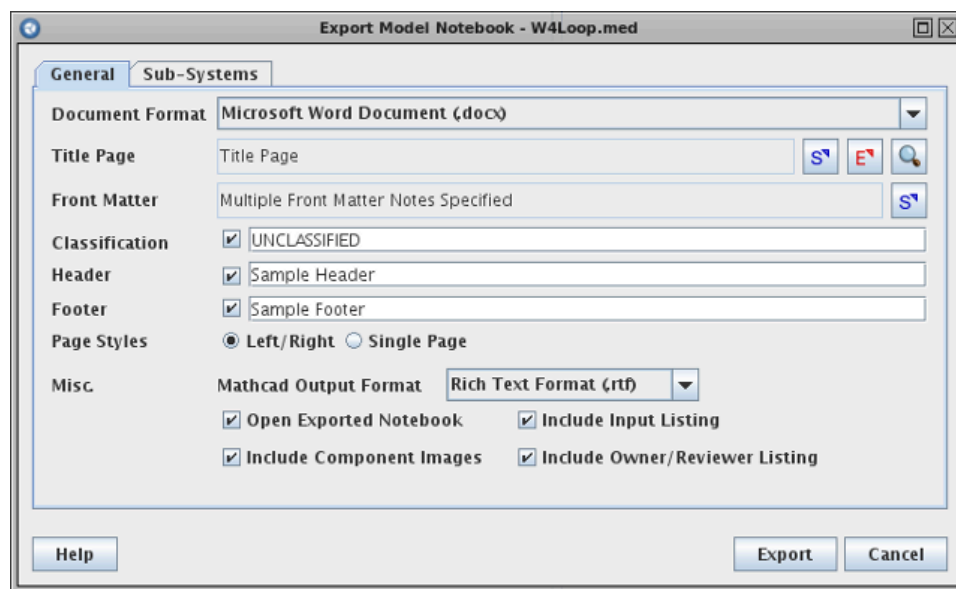 Export Model Notebook - W4Loop.med
General Sub-Systems
Document Format Microsoft Word Document (.docx)
Title Page Title Page S E
Front Matter Multiple Front Matter Notes Specified S
Classification UNCLASSIFIED
Header Sample Header
Footer Sample Footer
Page Styles Left/Right Single Page
Misc. Mathcad Output Format Rich Text Format (.rtf)
Open Exported Notebook Include Input Listing
Include Component Images Include Owner/Reviewer Listing
Help Export Cancel